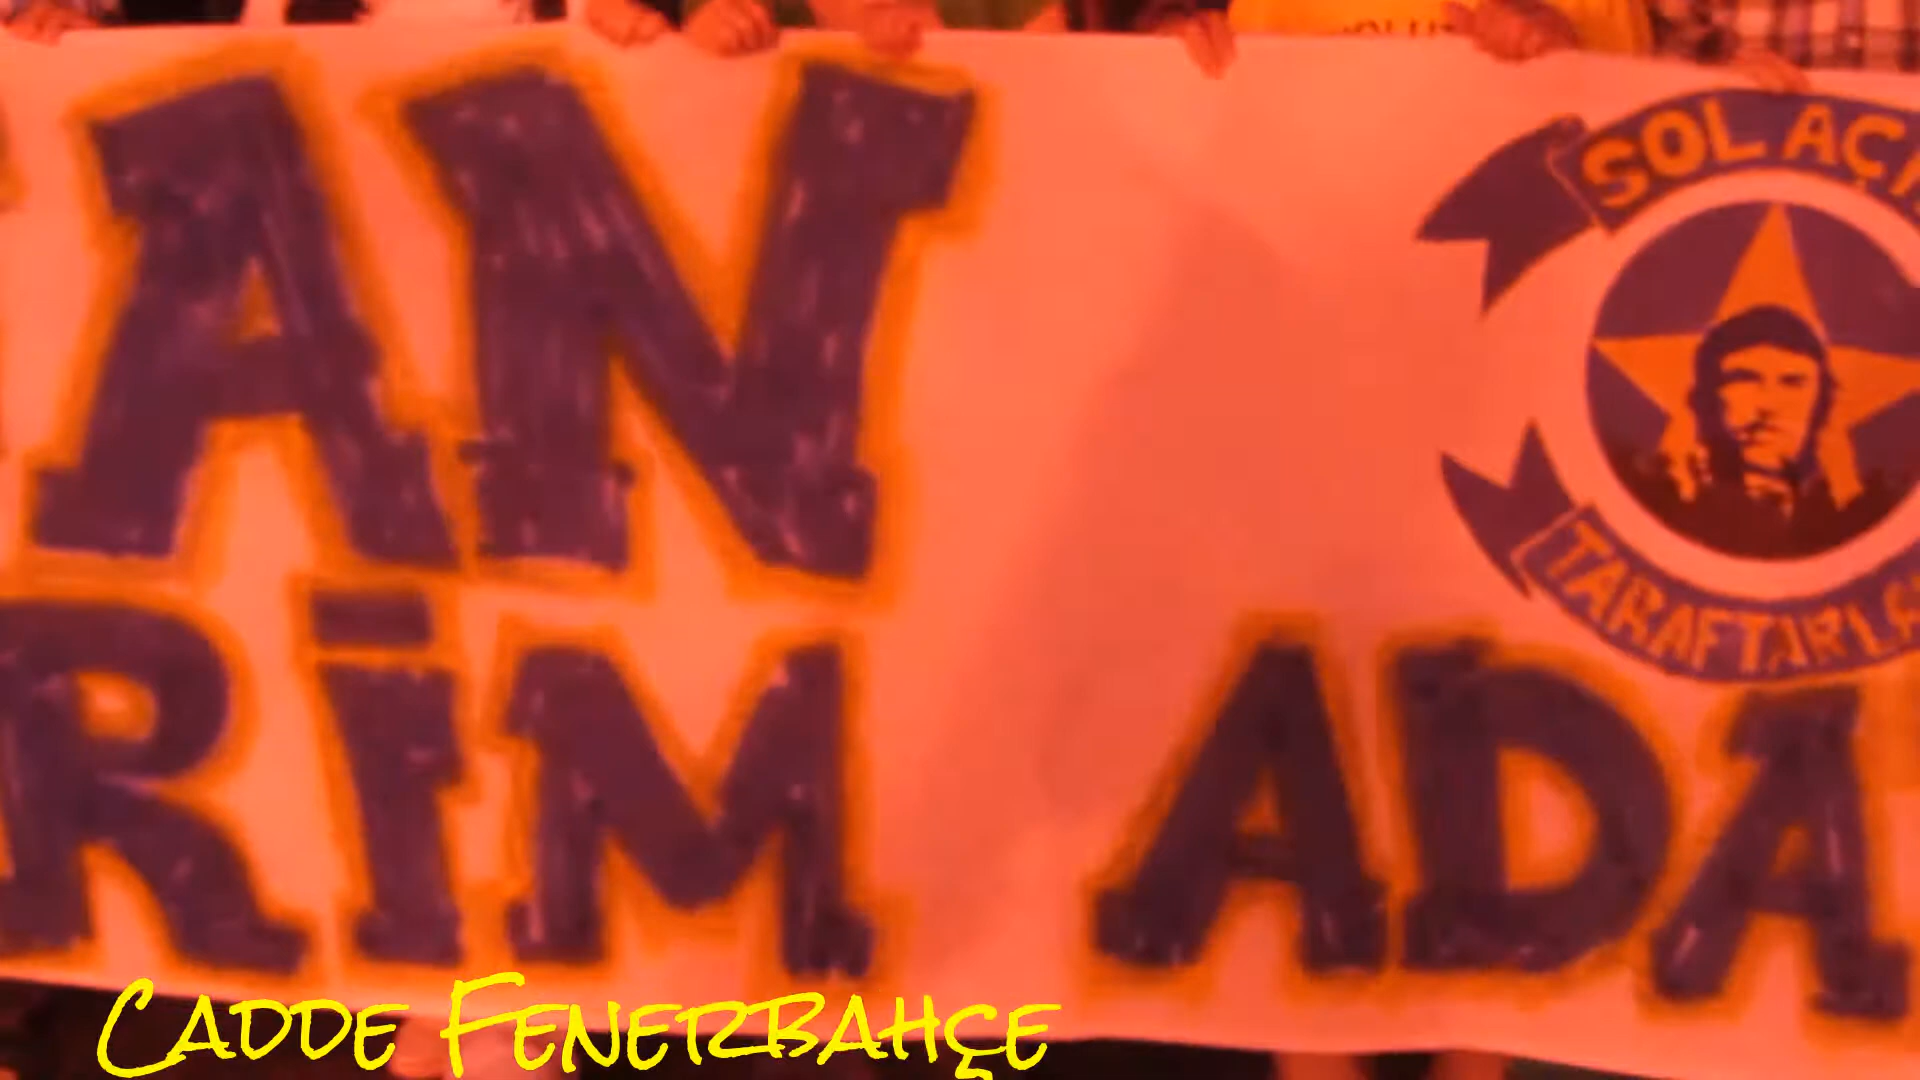 AN
RİM ADA
SOL AÇ
TARAFTARLA
CADDE FENERBAHÇE